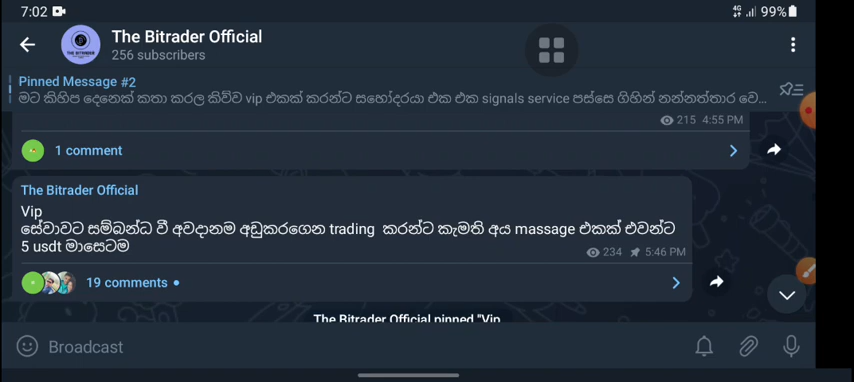 7:02
4G
99%
The Bitrader Official
256 subscribers
Pinned Message #2
මට කිහිප දෙනෙක් කතා කරල කිව්ව vip එකක් කරන්ට සහෝදරයා එක එක signals service පස්සෙ ගිහින් නන්නත්තාර වෙ...
215 4:55 PM
1 comment
The Bitrader Official
Vip
සේවාවට සම්බන්ධ වී අවදානම අඩුකරගෙන trading කරන්ට කැමති අය massage එකක් එවන්ට
5 usdt මාසෙටම
234 5:46 PM
19 comments
The Bitrader Official pinned "Vip
Broadcast